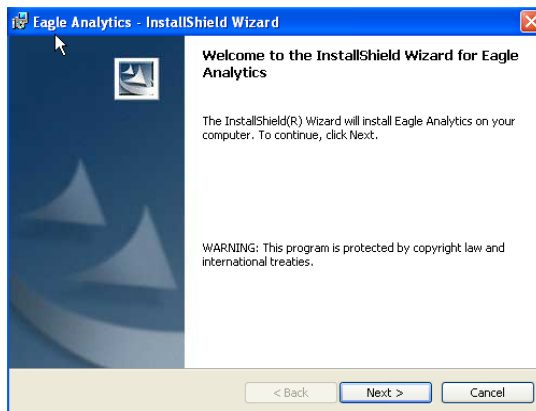 Eagle Analytics - InstallShield Wizard
Welcome to the InstallShield Wizard for Eagle
Analytics
The InstallShield(R) Wizard will install Eagle Analytics on your
computer. To continue, click Next.
WARNING: This program is protected by copyright law and
international treaties.
< Back
Next >
Cancel